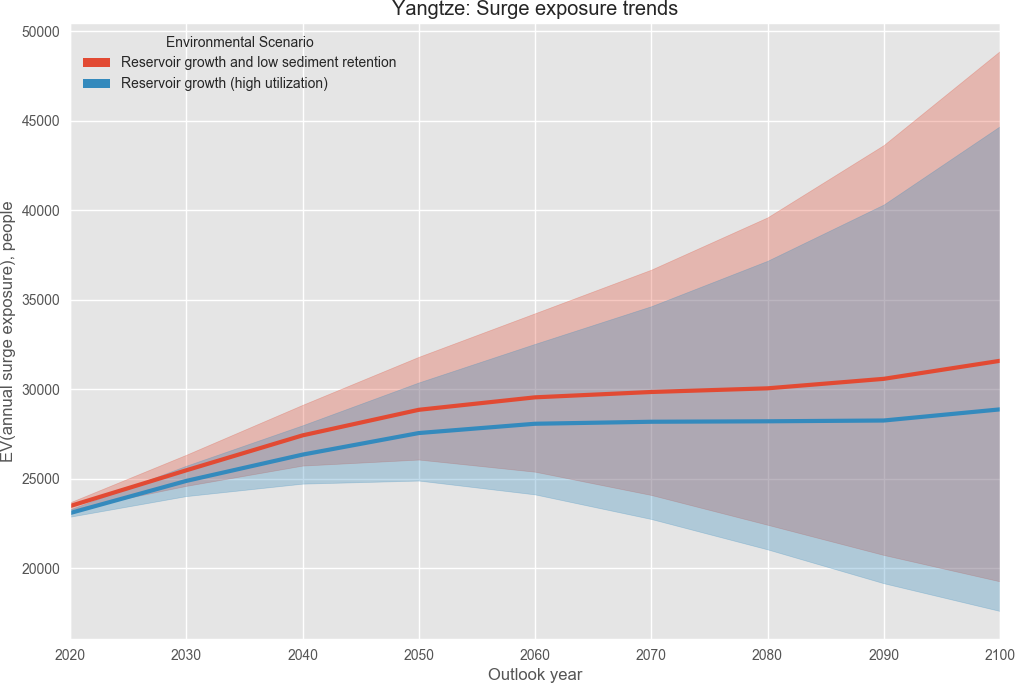 Yangtze: Surge exposure trends
Environmental Scenario
Reservoir growth and low sediment retention
Reservoir growth (high utilization)
EV(annual surge exposure), people
50000
45000
40000
35000
30000
25000
20000
2020 2030 2040 2050 2060 2070 2080 2090 2100
Outlook year